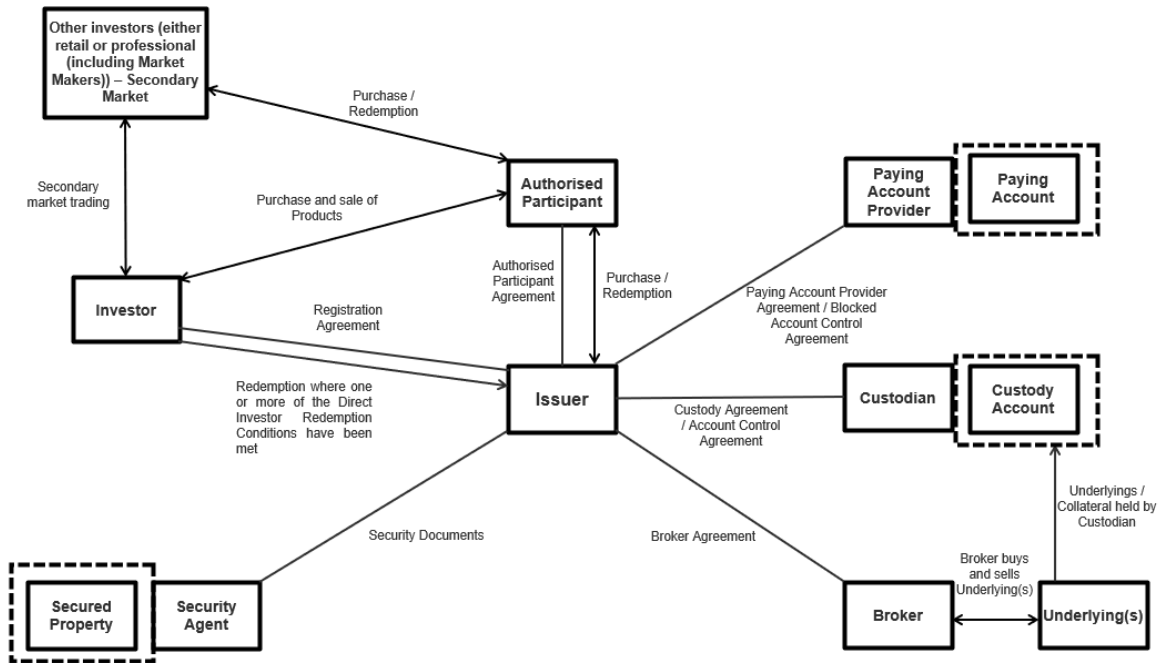 Other investors (either
retail or professional
(including Market
Makers)) – Secondary
Market
Purchase /
Redemption
Secondary
market trading
Purchase and sale of
Products
Authorised
Participant
Paying
Account
Provider
Paying
Account
Investor
Registration
Agreement
Authorised
Participant
Agreement
Purchase /
Redemption
Paying Account Provider
Agreement / Blocked
Account Control
Agreement
Redemption where one
or more of the Direct
Investor Redemption
Conditions have been
met
Issuer
Custody Agreement
/ Account Control
Agreement
Custodian
Custody
Account
Underlyings /
Collateral held by
Custodian
Security Documents
Broker Agreement
Broker buys
and sells
Underlying(s)
Secured
Property
Security
Agent
Broker
Underlying(s)